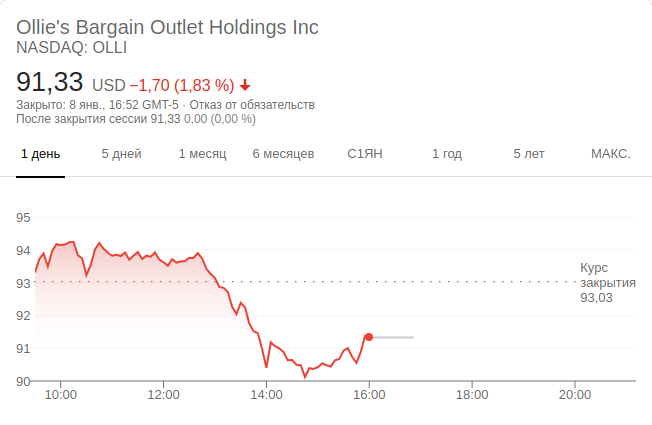 Ollie's Bargain Outlet Holdings Inc
NASDAQ: OLLI
91,33 USD −1,70 (1,83 %)
Закрыто: 8 янв., 16:52 GMT-5 · Отказ от обязательств
После закрытия сессии 91,33 0,00 (0,00 %)
1 день 5 дней 1 месяц 6 месяцев С1ЯН 1 год 5 лет МАКС.
95
94
Курс
93 закрытия
93,03
92
91
90
10:00 12:00 14:00 16:00 18:00 20:00